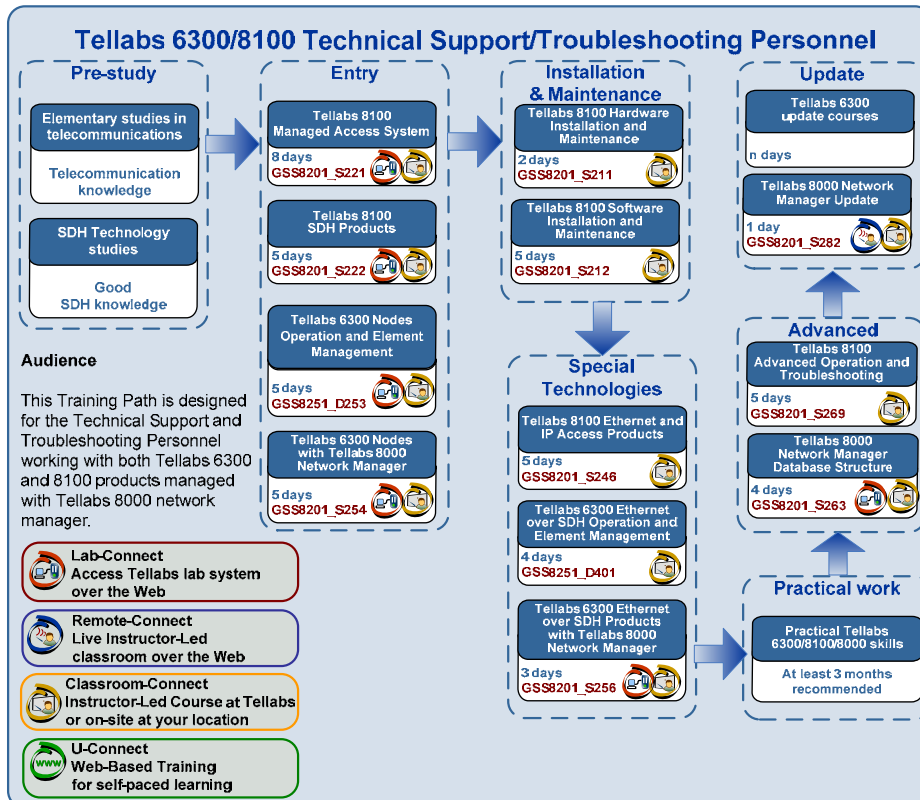 Tellabs 6300/8100 Technical Support/Troubleshooting Personnel
Pre-study
Elementary studies in
telecommunications
Telecommunication
knowledge
SDH Technology
studies
Good
SDH knowledge
Audience
This Training Path is designed
for the Technical Support and
Troubleshooting Personnel
working with both Tellabs 6300
and 8100 products managed
with Tellabs 8000 network
manager.
Lab-Connect
Access Tellabs lab system
over the Web
Remote-Connect
Live Instructor-Led
classroom over the Web
Classroom-Connect
Instructor-Led Course at Tellabs
or on-site at your location
WWW
U-Connect
Web-Based Training
for self-paced learning
Entry
Tellabs 8100
Managed Access System
8 days
GSS8201_S221
Tellabs 8100
SDH Products
5 days
GSS8201_S222
Tellabs 6300 Nodes
Operation and Element
Management
5 days
GSS8251_D253
Tellabs 6300 Nodes
with Tellabs 8000
Network Manager
5 days
GSS8201_S254
Installation
& Maintenance
Tellabs 8100 Hardware
Installation and
Maintenance
2 days
GSS8201_S211
Tellabs 8100 Software
Installation and
Maintenance
5 days
GSS8201_S212
Special
Technologies
Tellabs 8100 Ethernet and
IP Access Products
5 days
GSS8201_S246
Tellabs 6300 Ethernet
over SDH Operation and
Element Management
4 days
GSS8251_D401
Tellabs 6300 Ethernet
over SDH Products
with Tellabs 8000
Network Manager
3 days
GSS8201_S256
Practical work
Practical Tellabs
6300/8100/8000 skills
At least 3 months
recommended
Advanced
Tellabs 8100
Advanced Operation and
Troubleshooting
5 days
GSS8201_S269
Tellabs 8000
Network Manager
Database Structure
4 days
GSS8201_S263
Update
Tellabs 6300
update courses
n days
Tellabs 8000 Network
Manager Update
1 day
GSS8201_S282